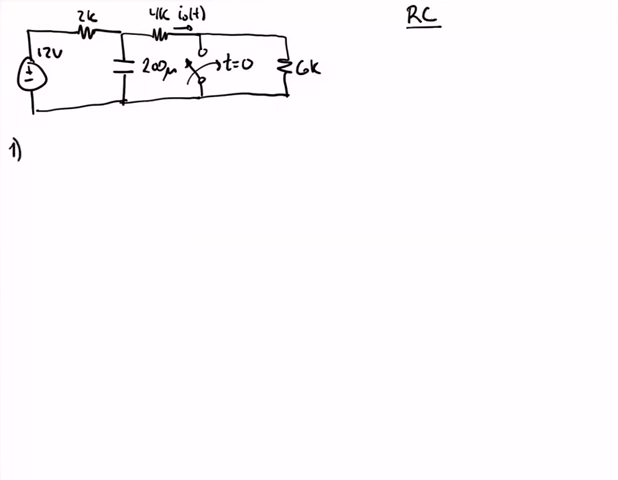 2k 4k i₀(t) RC
12V 200μ t=0 6k
+
-
1)